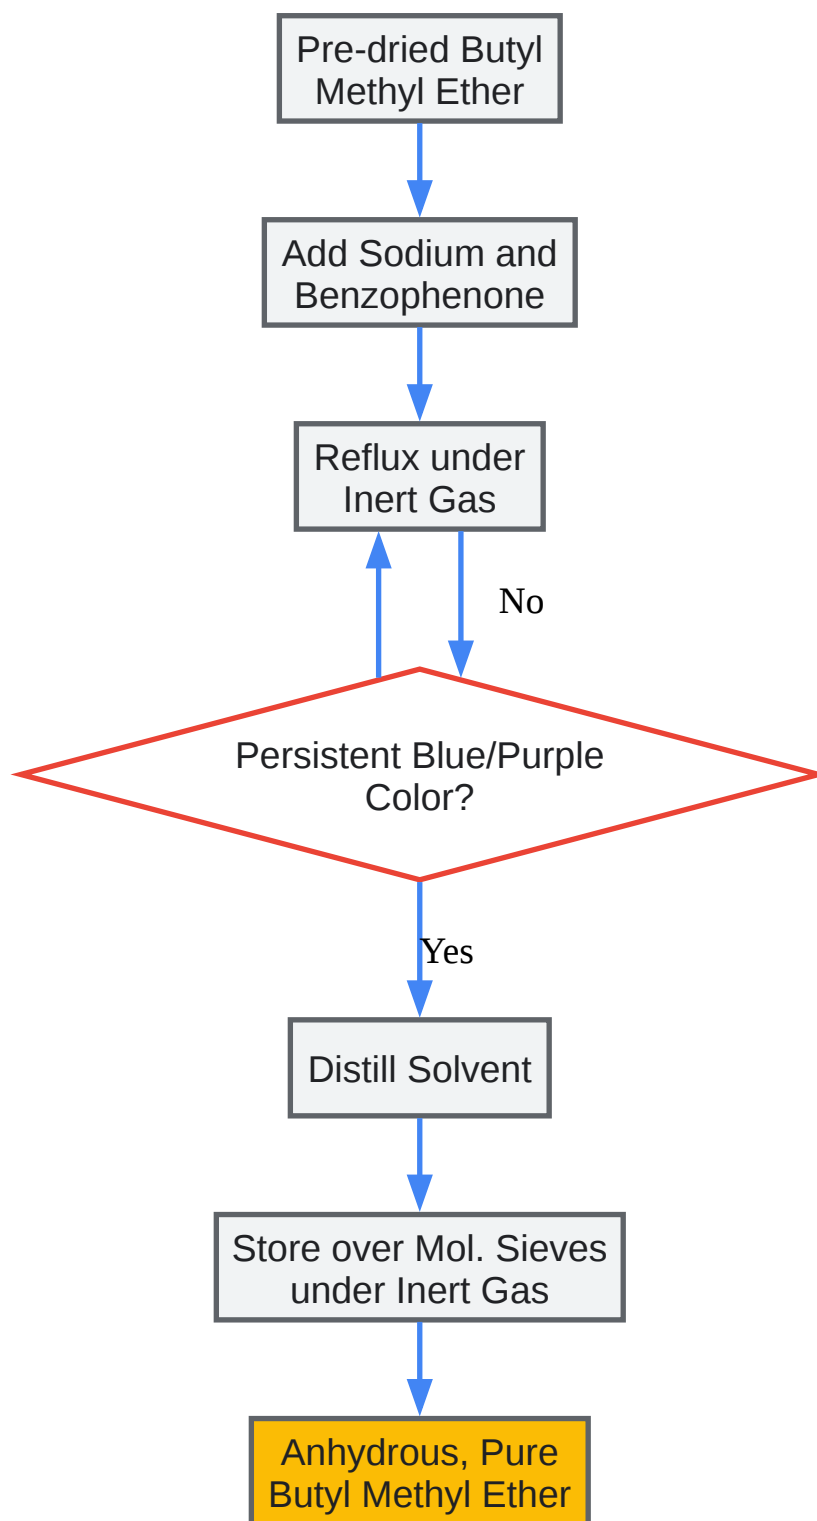 Pre-dried Butyl
Methyl Ether
Add Sodium and
Benzophenone
Reflux under
Inert Gas
No
Persistent Blue/Purple
Color?
Yes
Distill Solvent
Store over Mol. Sieves
under Inert Gas
Anhydrous, Pure
Butyl Methyl Ether